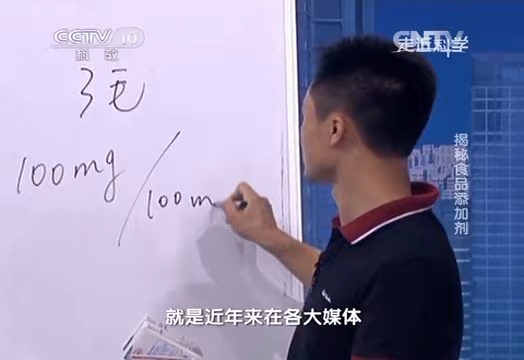 CCTV 10
科教
CNTV
走近科学
3毛
100mg/100m
揭秘食品添加剂
就是近年来在各大媒体